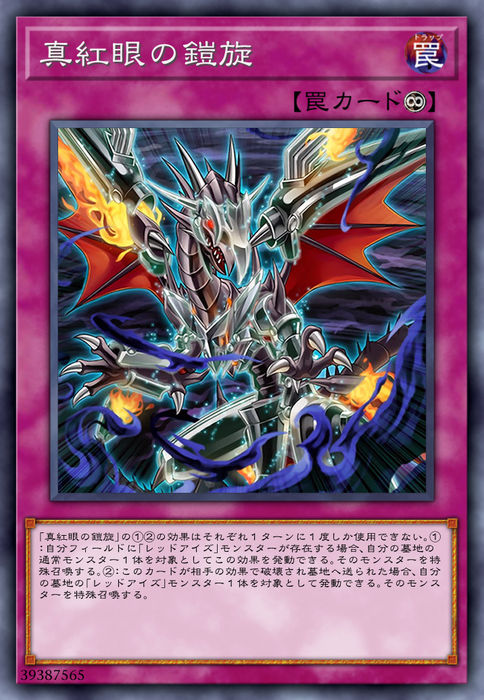 真紅眼の鎧旋
トラップ
罠
【罠カード♾】
「真紅眼の鎧旋」の①②の効果はそれぞれ1ターンに1度しか使用できない。①
:自分フィールドに「レッドアイズ」モンスターが存在する場合、自分の墓地の
通常モンスター1体を対象としてこの効果を発動できる。そのモンスターを特
殊召喚する。②:このカードが相手の効果で破壊され墓地へ送られた場合、自分
の墓地の「レッドアイズ」モンスター1体を対象として発動できる。そのモンス
ターを特殊召喚する。
39387565